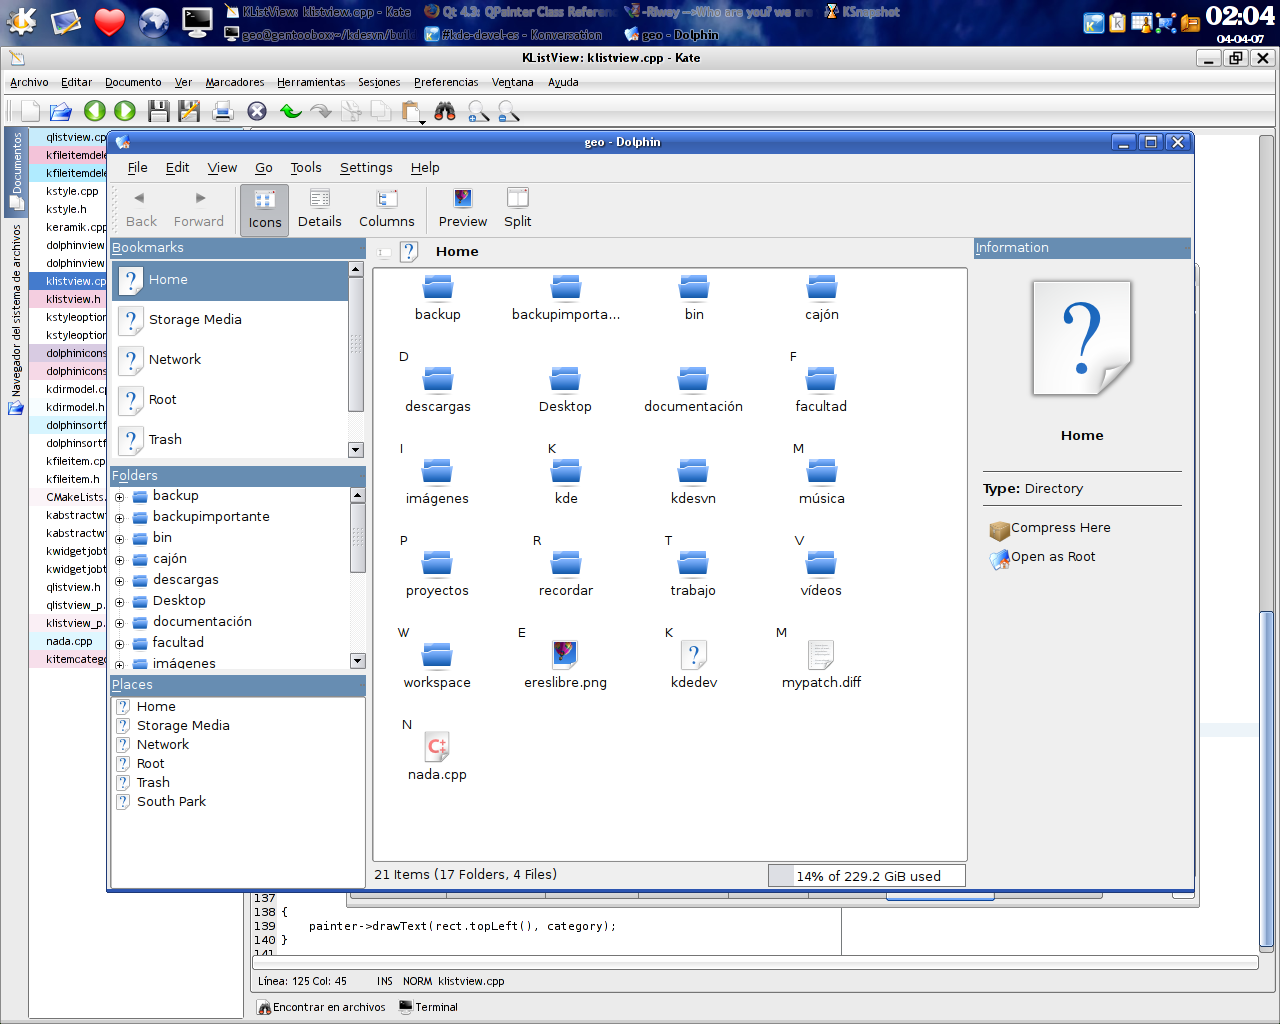 KListView: klistview.cpp - Kate
Qt 4.3: QPainter Class Referen
KSnapshot
geo@gentoobox:~/kdesvn/build
#kde-devel-es - Konversation
geo - Dolphin
02:04
04-04-07
KListView: klistview.cpp - Kate
Archivo Editar Documento Ver Marcadores Herramientas Sesiones Preferencias Ventana Ayuda
Documentos
Navegador del sistema de archivos
qlistview.cp
kfileitemdele
kfileitemdele
kstyle.cpp
kstyle.h
keramik.cpp
dolphinview
dolphinview
klistview.cp
klistview.h
kstyleoption
kstyleoption
dolphinicons
dolphinicons
kdirmodel.c
kdirmodel.h
dolphinsortf
dolphinsortf
kfileitem.cp
kfileitem.h
CMakeLists.
kabstractw
kabstractw
kwidgetjobt
kwidgetjobt
qlistview.h
qlistview_p.
klistview_p.
nada.cpp
kitemcatego
geo - Dolphin
File Edit View Go Tools Settings Help
Back Forward Icons Details Columns Preview Split
Bookmarks
Home
Storage Media
Network
Root
Trash
Folders
backup
backupimportante
bin
cajón
descargas
Desktop
documentación
facultad
imágenes
Places
Home
Storage Media
Network
Root
Trash
South Park
Home
backup backupimporta... bin cajón
D F
descargas Desktop documentación facultad
I K M
imágenes kde kdesvn música
P R T V
proyectos recordar trabajo vídeos
W E K M
workspace ereslibre.png kdedev mypatch.diff
N
nada.cpp
21 Items (17 Folders, 4 Files)
14% of 229.2 GiB used
Information
Home
Type: Directory
Compress Here
Open as Root
137
138 {
139 painter->drawText(rect.topLeft(), category);
140 }
141
Línea: 125 Col: 45 INS NORM klistview.cpp
Encontrar en archivos Terminal